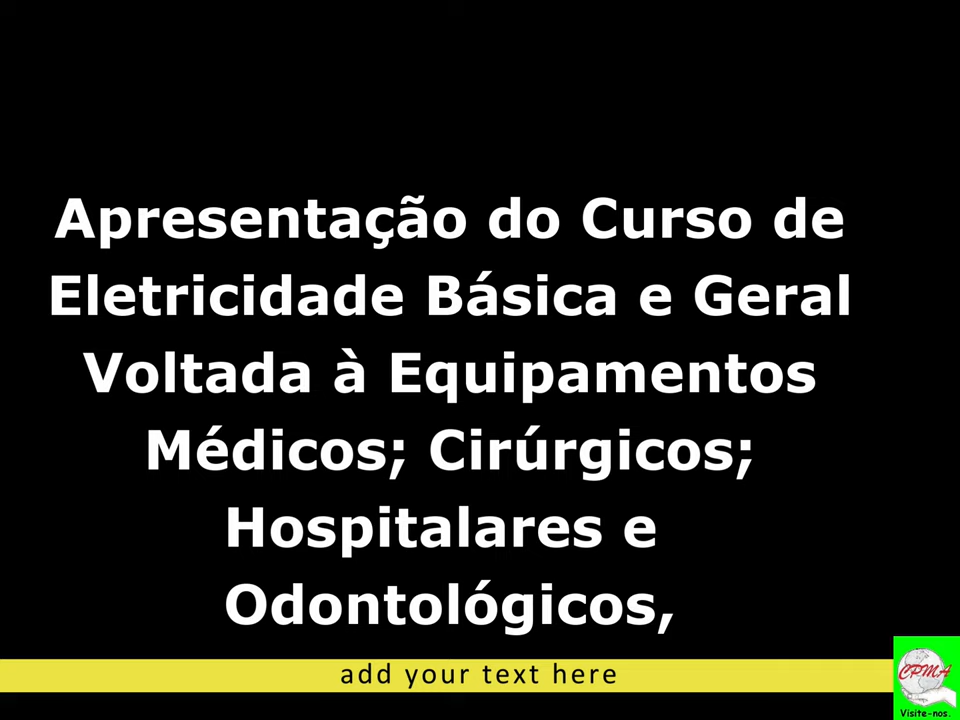 Apresentação do Curso de
Eletricidade Básica e Geral
Voltada à Equipamentos
Médicos; Cirúrgicos;
Hospitalares e
Odontológicos,
add your text here
CPMA
Visite-nos.